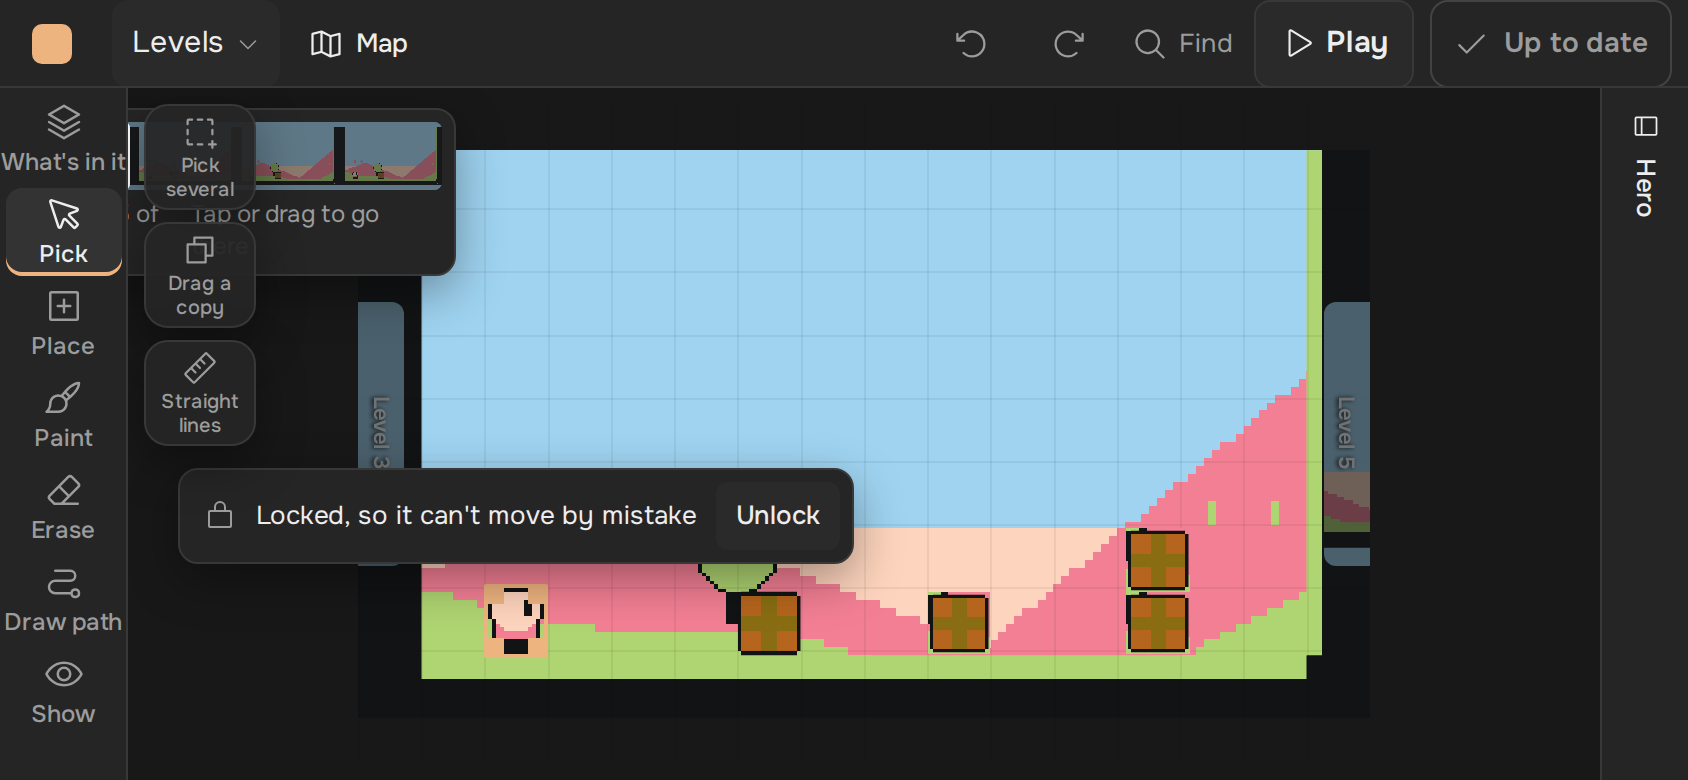 Levels
Map
Find
Play
Up to date
What's in it
Pick
Place
Paint
Erase
Draw path
Show
Pick
several
of
Tap or drag to go
Drag a
copy
Straight
lines
Level 3
Locked, so it can't move by mistake
Unlock
Level 5
Hero